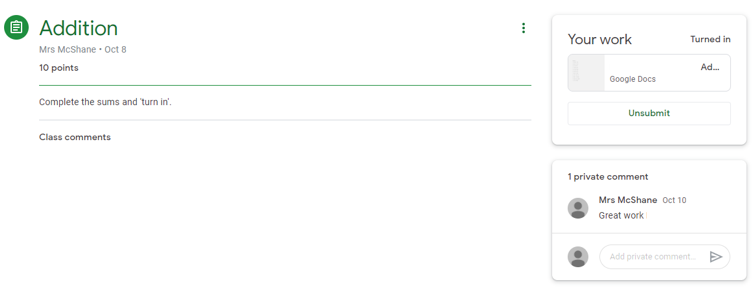 Addition
Mrs McShane • Oct 8
10 points
Complete the sums and 'turn in'.
Class comments
Your work
Turned in
Ad...
Google Docs
Unsubmit
1 private comment
Mrs McShane Oct 10
Great work
Add private comment...